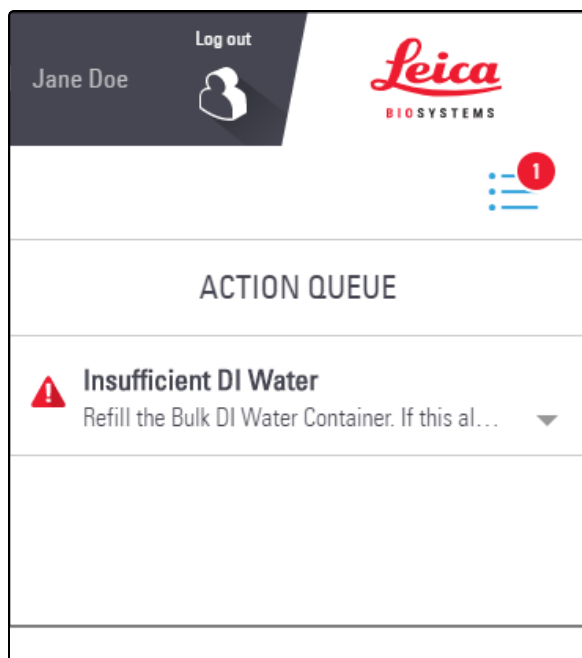 Log out
Jane Doe
Leica
BIOSYSTEMS
1
ACTION QUEUE
Insufficient DI Water
Refill the Bulk DI Water Container. If this al...